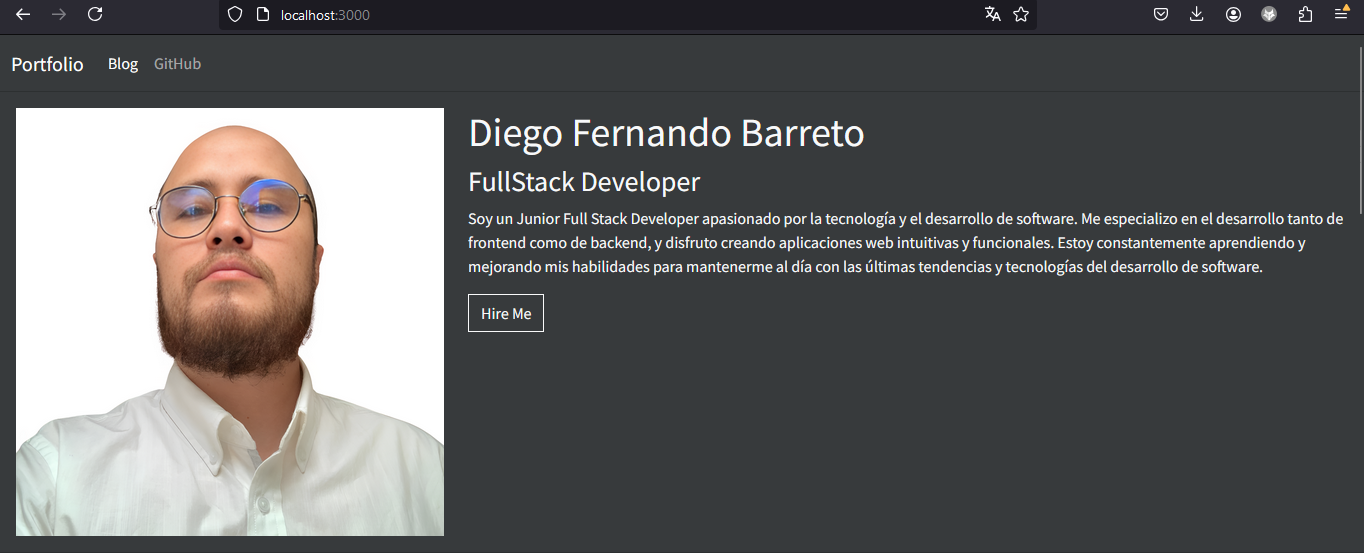 localhost:3000
Portfolio Blog GitHub
Diego Fernando Barreto
FullStack Developer
Soy un Junior Full Stack Developer apasionado por la tecnología y el desarrollo de software. Me especializo en el desarrollo tanto de
frontend como de backend, y disfruto creando aplicaciones web intuitivas y funcionales. Estoy constantemente aprendiendo y
mejorando mis habilidades para mantenerme al día con las últimas tendencias y tecnologías del desarrollo de software.
Hire Me